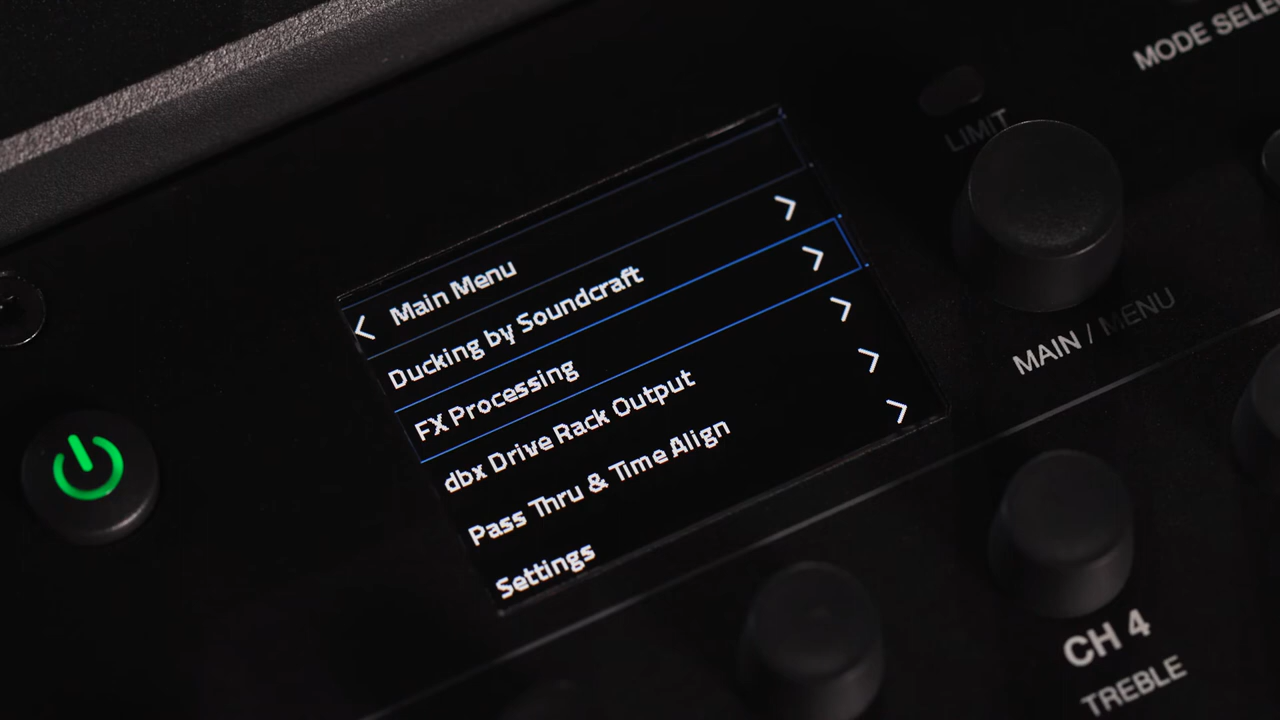 MODE SELE
LIMIT
Main Menu
Ducking by Soundcraft
FX Processing
dbx Drive Rack Output
Pass Thru & Time Align
Settings
MAIN / MENU
CH 4
TREBLE